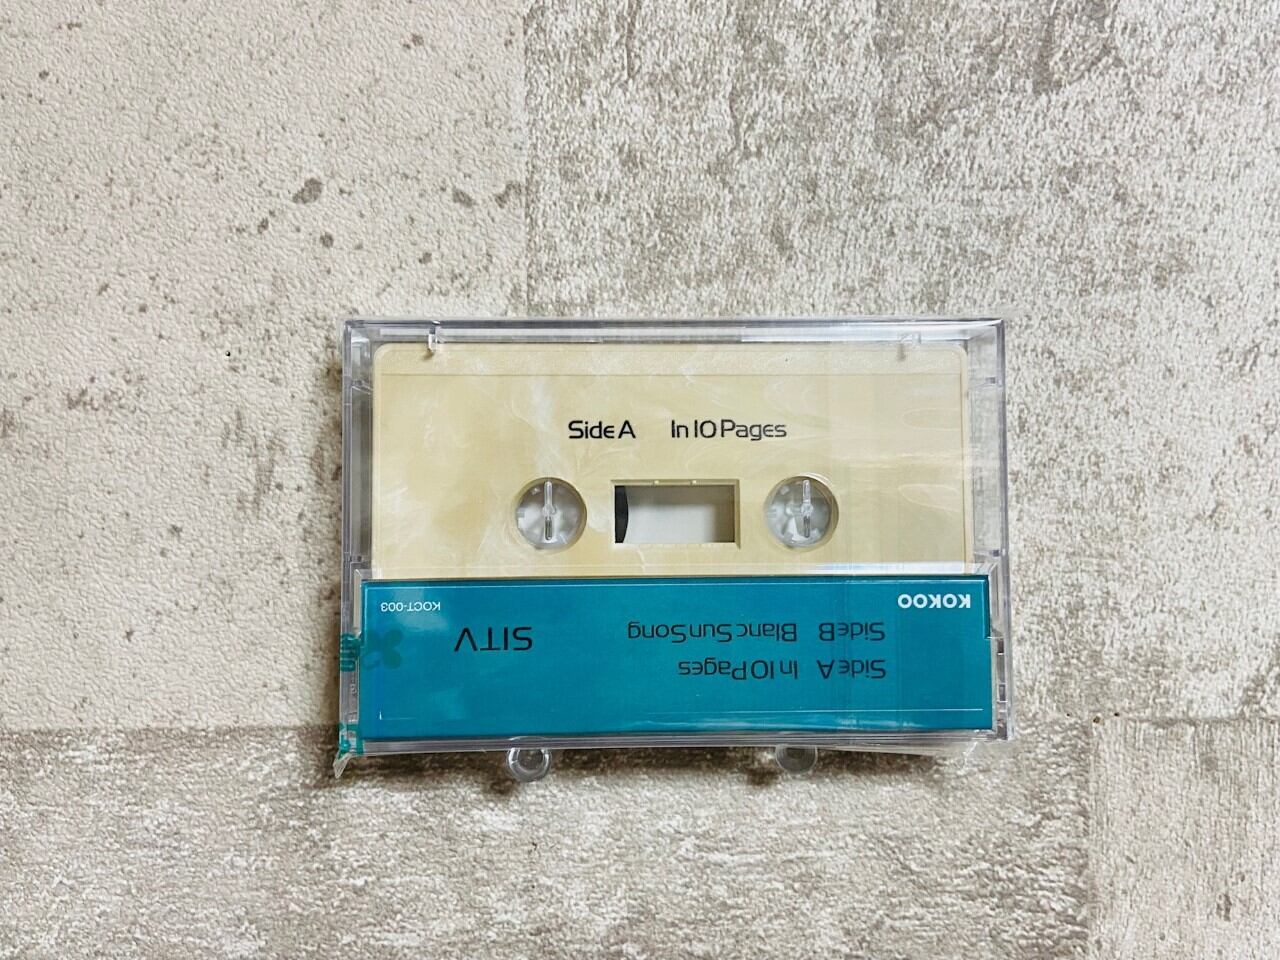 Side A In 10 Pages
KOKOO KOCT-003
Side A In 10 Pages
Side B Blanc Sun Song
SITV